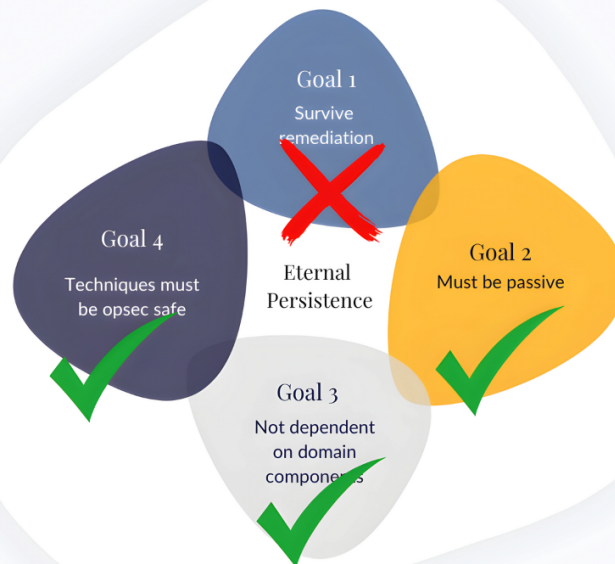 Goal 1
Survive
remediation
Goal 4
Techniques must
be opsec safe
Eternal
Persistence
Goal 2
Must be passive
Goal 3
Not dependent
on domain
components